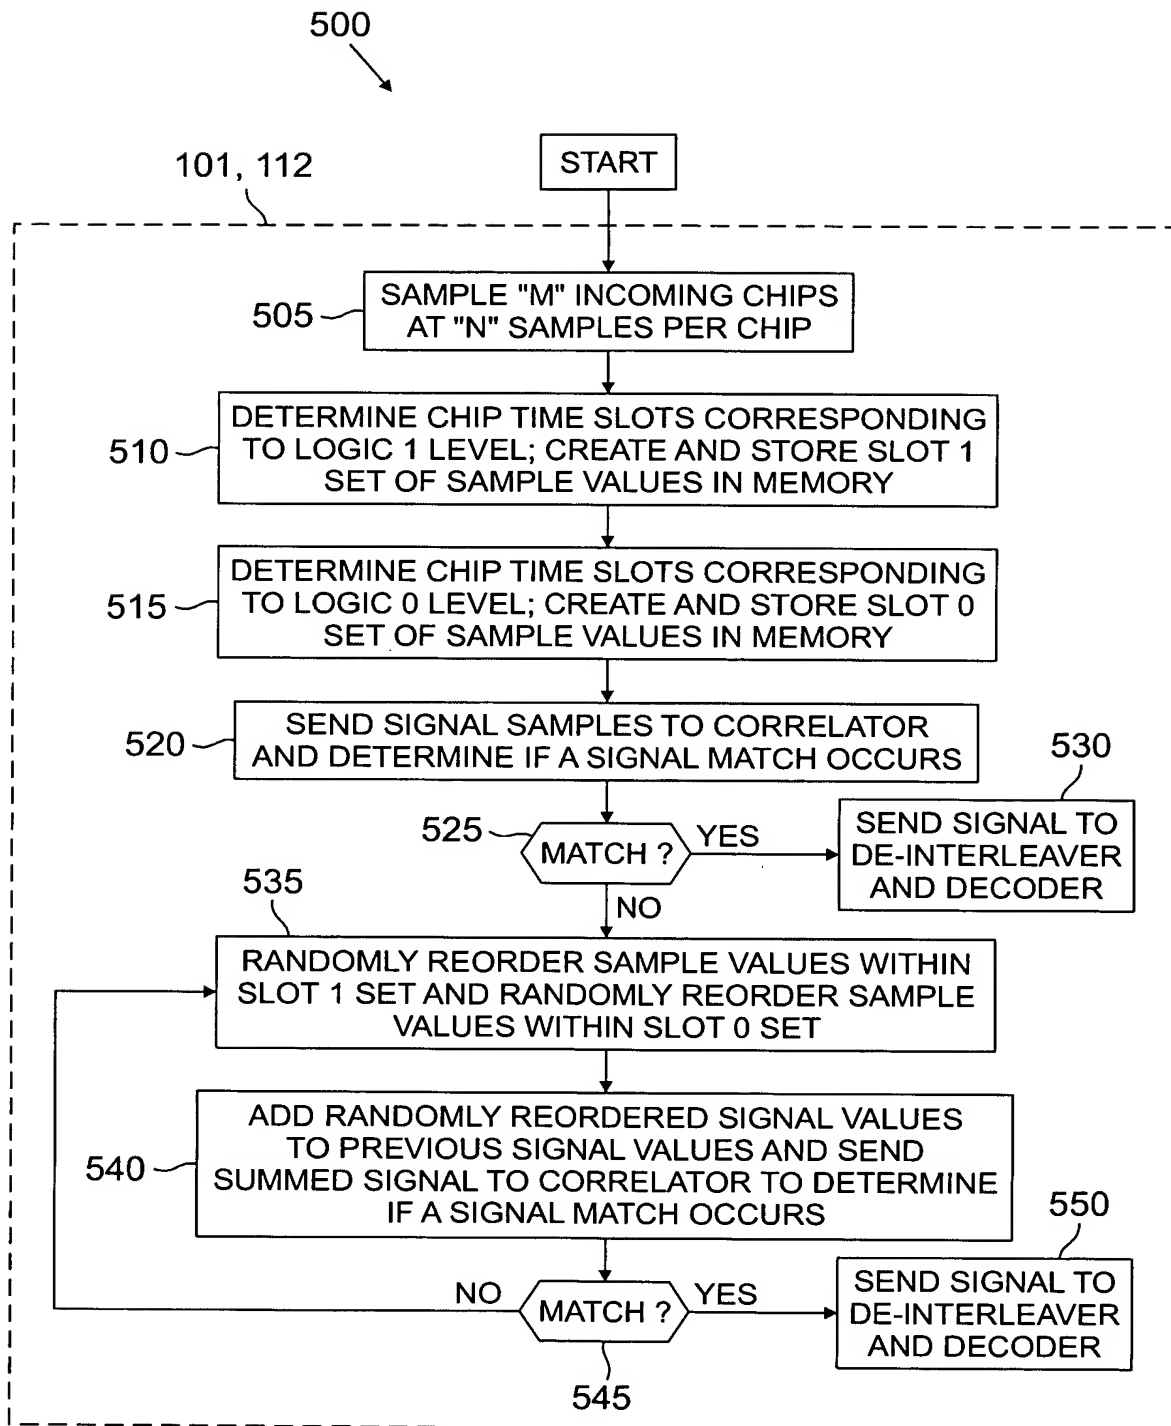 500
101, 112
START
505
SAMPLE "M" INCOMING CHIPS
AT "N" SAMPLES PER CHIP
510
DETERMINE CHIP TIME SLOTS CORRESPONDING
TO LOGIC 1 LEVEL; CREATE AND STORE SLOT 1
SET OF SAMPLE VALUES IN MEMORY
515
DETERMINE CHIP TIME SLOTS CORRESPONDING
TO LOGIC 0 LEVEL; CREATE AND STORE SLOT 0
SET OF SAMPLE VALUES IN MEMORY
520
SEND SIGNAL SAMPLES TO CORRELATOR
AND DETERMINE IF A SIGNAL MATCH OCCURS
525
MATCH ?
YES
530
SEND SIGNAL TO
DE-INTERLEAVER
AND DECODER
NO
535
RANDOMLY REORDER SAMPLE VALUES WITHIN
SLOT 1 SET AND RANDOMLY REORDER SAMPLE
VALUES WITHIN SLOT 0 SET
540
ADD RANDOMLY REORDERED SIGNAL VALUES
TO PREVIOUS SIGNAL VALUES AND SEND
SUMMED SIGNAL TO CORRELATOR TO DETERMINE
IF A SIGNAL MATCH OCCURS
NO
MATCH ?
YES
545
550
SEND SIGNAL TO
DE-INTERLEAVER
AND DECODER